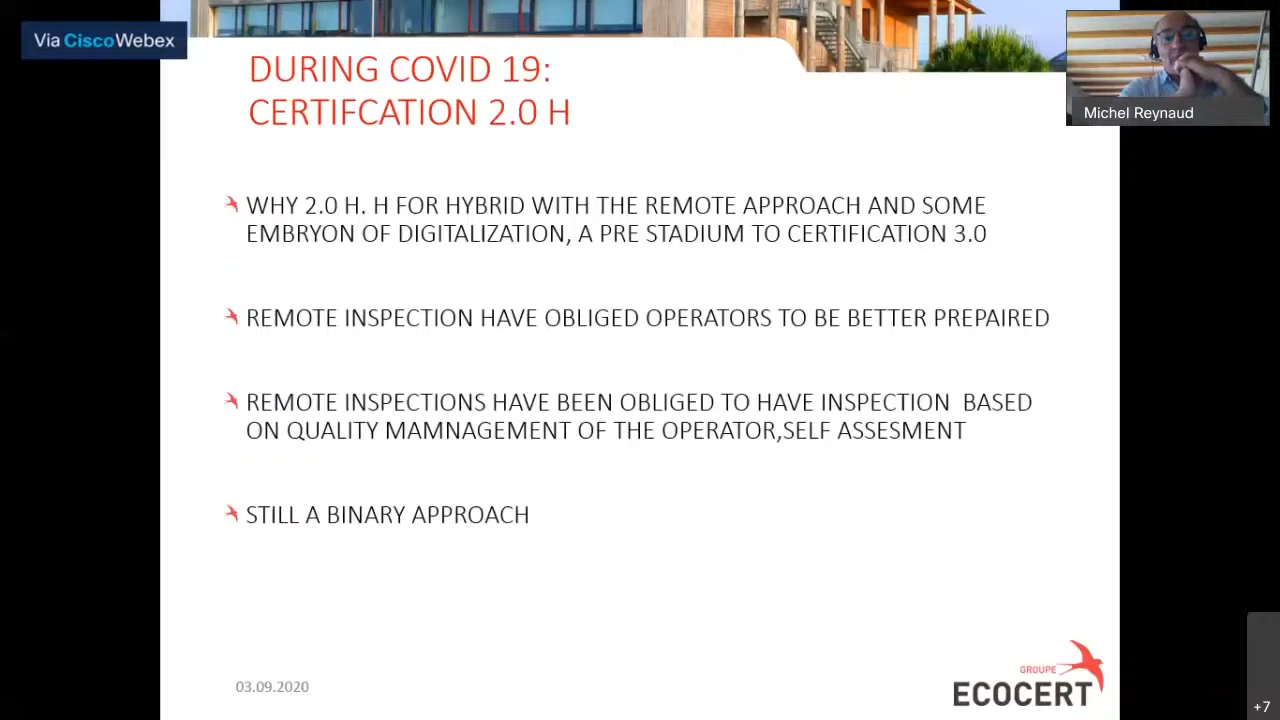 Via Cisco Webex
DURING COVID 19:
CERTIFCATION 2.0 H
Michel Reynaud
WHY 2.0 H. H FOR HYBRID WITH THE REMOTE APPROACH AND SOME
EMBRYON OF DIGITALIZATION, A PRE STADIUM TO CERTIFICATION 3.0
REMOTE INSPECTION HAVE OBLIGED OPERATORS TO BE BETTER PREPAIRED
REMOTE INSPECTIONS HAVE BEEN OBLIGED TO HAVE INSPECTION  BASED
ON QUALITY MAMNAGEMENT OF THE OPERATOR,SELF ASSESMENT
STILL A BINARY APPROACH
03.09.2020
GROUPE
ECOCERT
+7